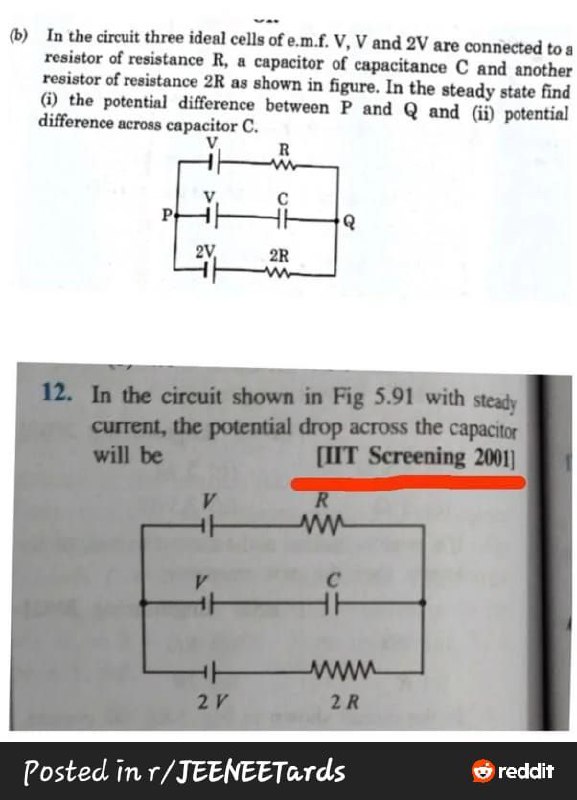 (b) In the circuit three ideal cells of e.m.f. V, V and 2V are connected to a
resistor of resistance R, a capacitor of capacitance C and another
resistor of resistance 2R as shown in figure. In the steady state find
(i) the potential difference between P and Q and (ii) potential
difference across capacitor C.
V
R
V
C
P
Q
2V
2R
12. In the circuit shown in Fig 5.91 with steady
current, the potential drop across the capacitor
will be [IIT Screening 2001]
V
R
V
C
2 V
2 R
Posted in r/JEENEETards
reddit